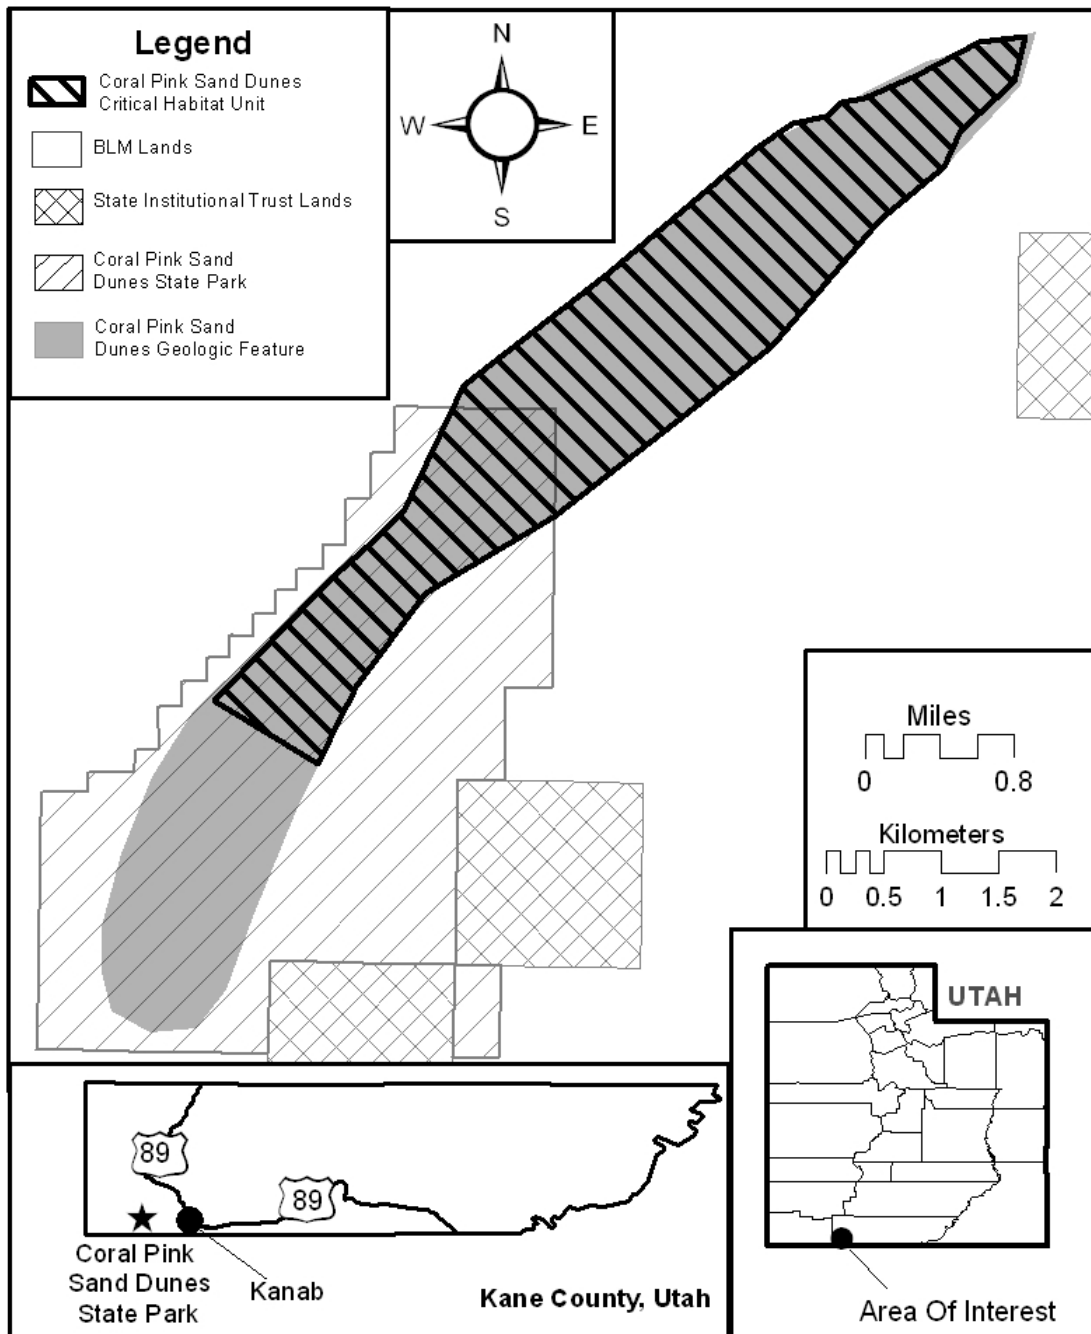 Legend
Coral Pink Sand Dunes
Critical Habitat Unit
BLM Lands
State Institutional Trust Lands
Coral Pink Sand
Dunes State Park
Coral Pink Sand
Dunes Geologic Feature
N
W
E
S
Miles
0
0.8
Kilometers
0
0.5
1
1.5
2
UTAH
Area Of Interest
89
89
Coral Pink
Sand Dunes
State Park
Kanab
Kane County, Utah